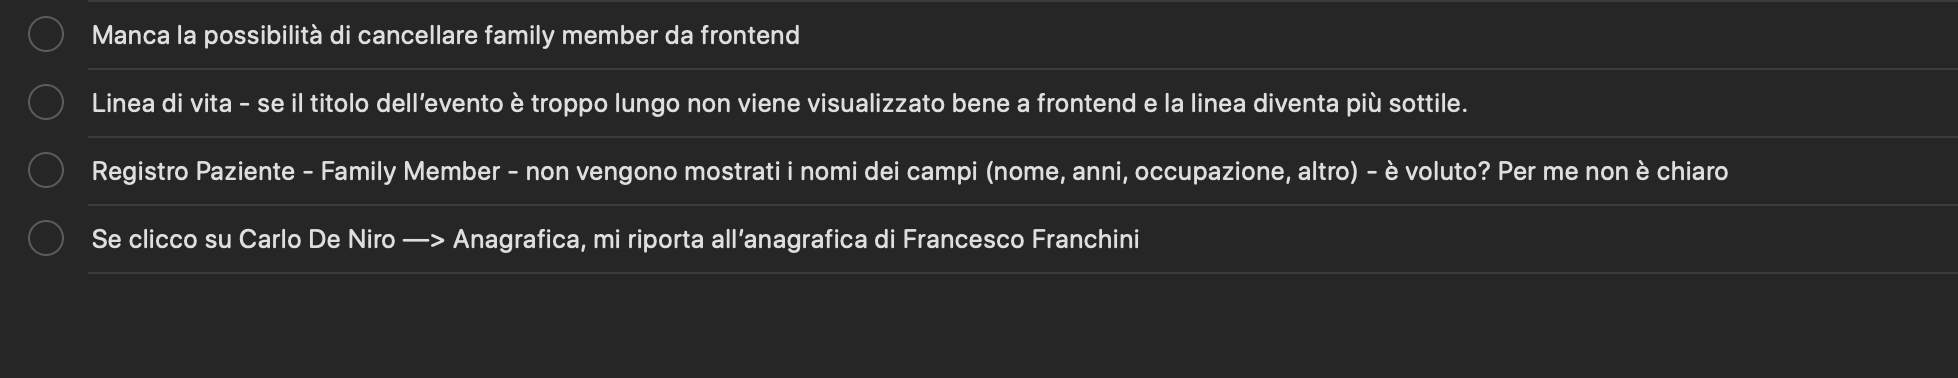 Manca la possibilità di cancellare family member da frontend
Linea di vita - se il titolo dell’evento è troppo lungo non viene visualizzato bene a frontend e la linea diventa più sottile.
Registro Paziente - Family Member - non vengono mostrati i nomi dei campi (nome, anni, occupazione, altro) - è voluto? Per me non è chiaro
Se clicco su Carlo De Niro —> Anagrafica, mi riporta all’anagrafica di Francesco Franchini